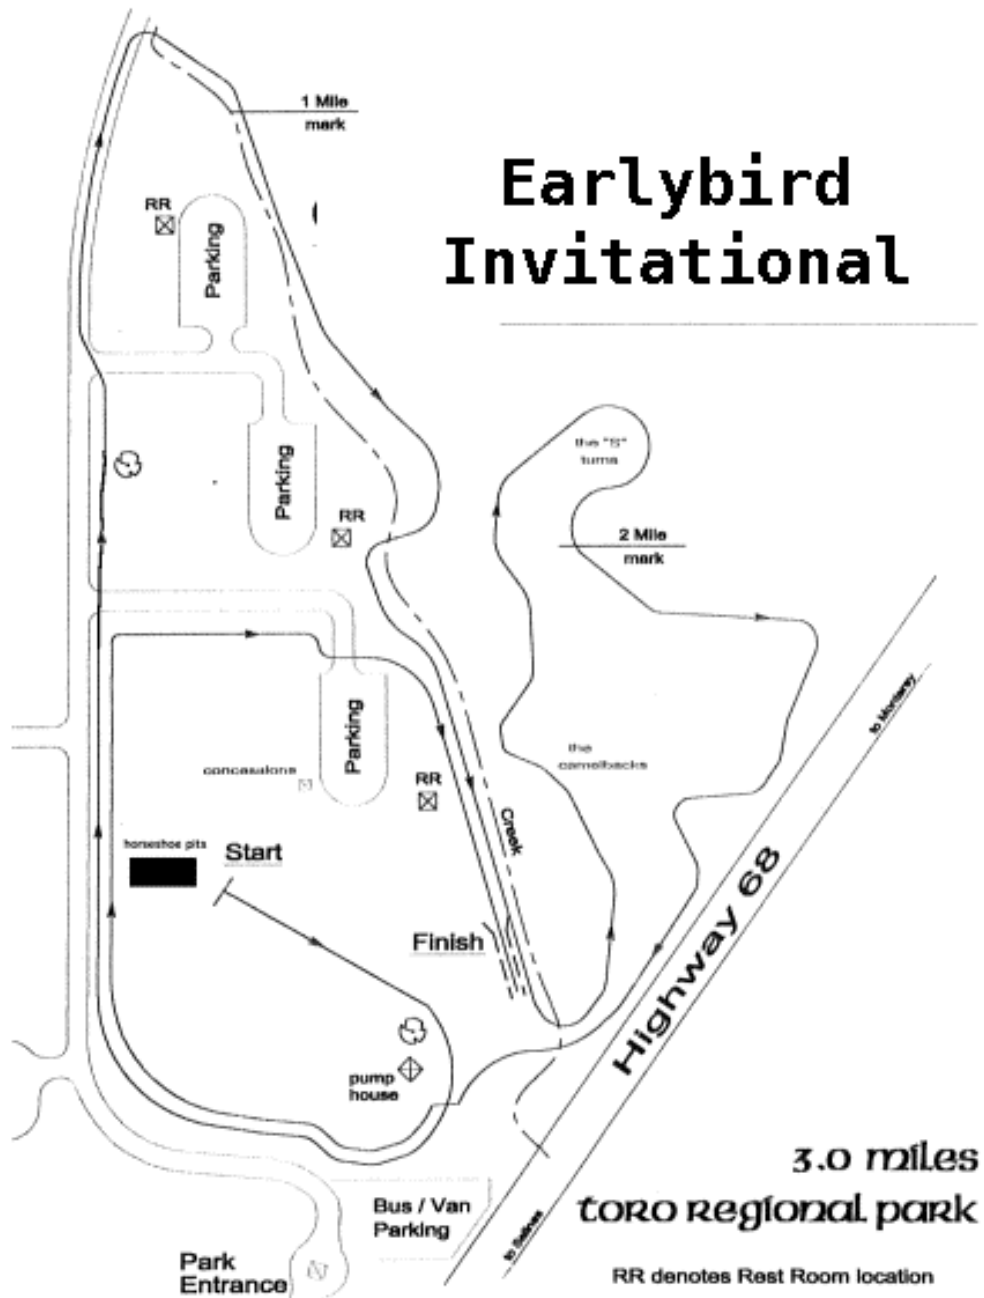 1 Mile
mark
Earlybird
Invitational
RR
Parking
the "S"
turns
Parking
RR
2 Mile
mark
to Monterey
Parking
the
camelbacks
concessions
RR
Creek
horseshoe pits
Start
Highway 68
Finish
pump
house
3.0 miles
toro regional park
Bus / Van
Parking
to Salinas
Park
Entrance
RR denotes Rest Room location